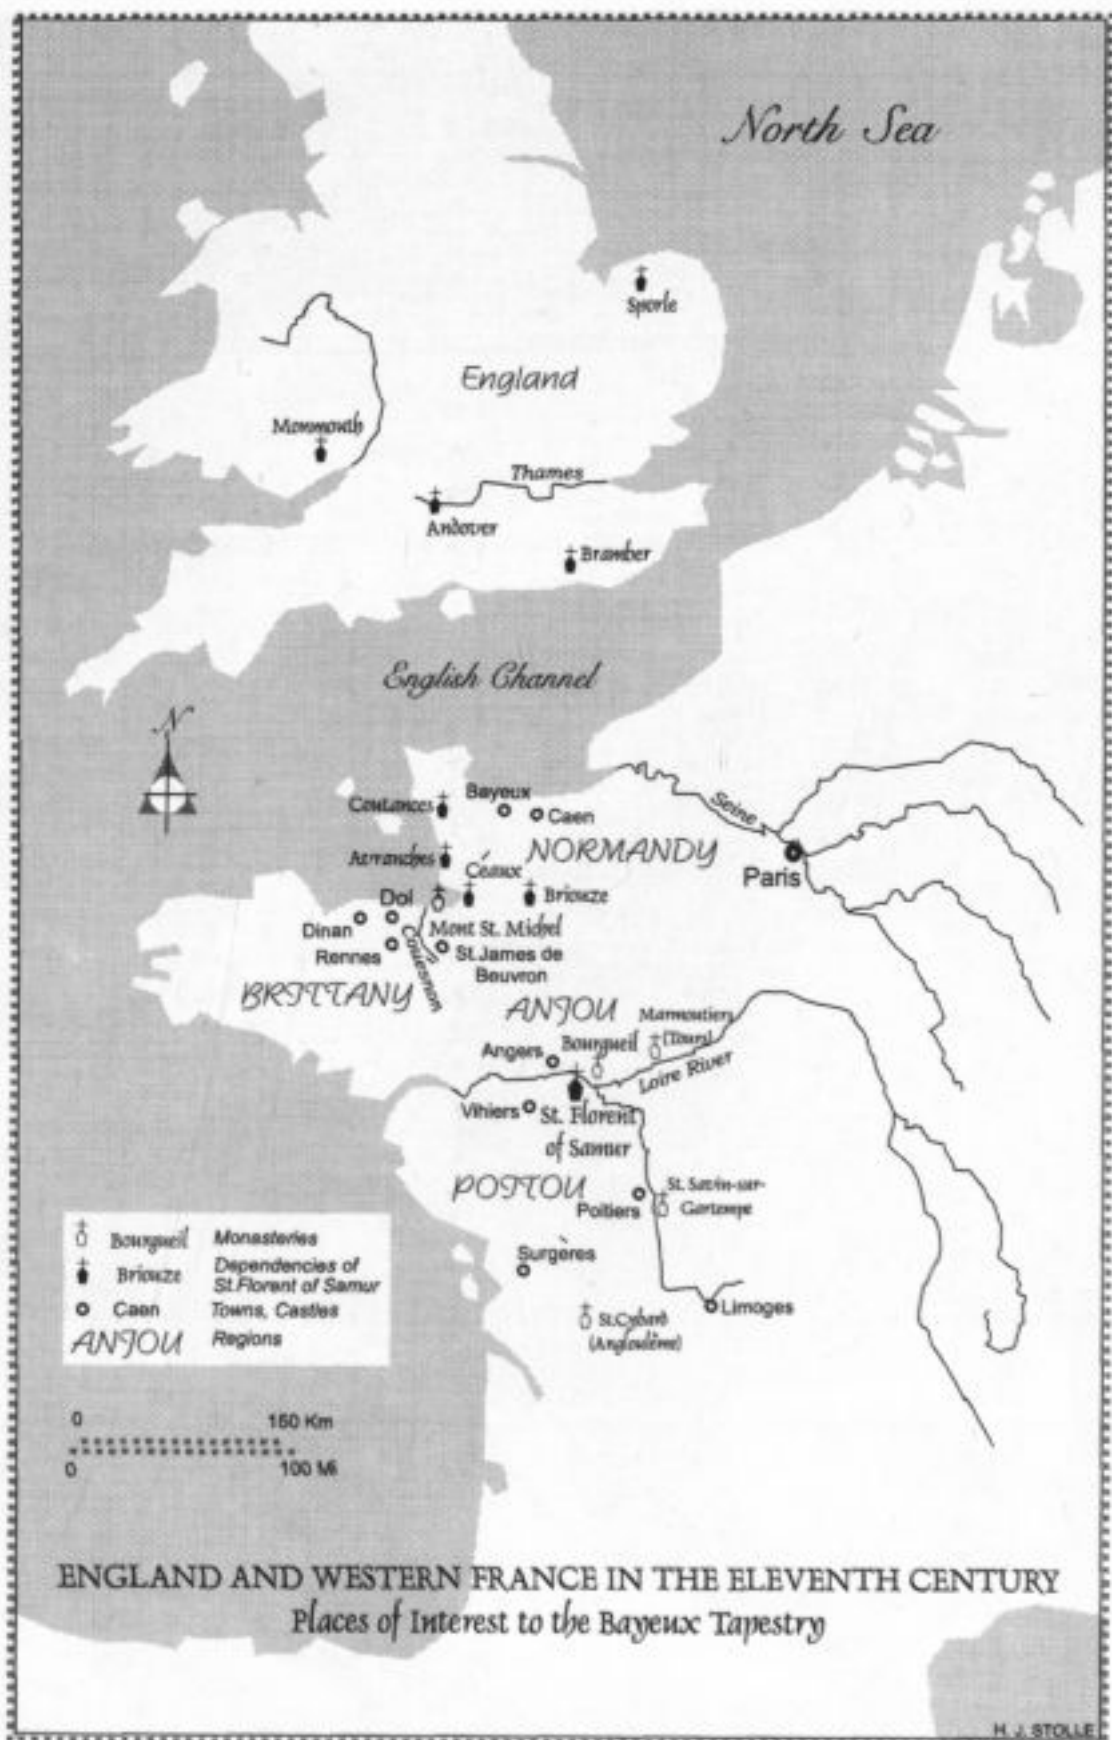 North Sea
Sporle
England
Monmouth
Thames
Andover
Bramber
English Channel
N
Coutances
Bayeux
Caen
Seine
NORMANDY
Avranches
Céaux
Paris
Briouze
Dol
Dinan
Mont St. Michel
Rennes
Couesnon
St.James de
Beuvron
BRITTANY
ANJOU
Marmoutiers
(Tours)
Angers
Bourgueil
Loire River
Vihiers
St. Florent
of Samur
POITOU
St. Savin-sur-
Gartempe
Poitiers
Surgères
Limoges
St.Cybard
(Angoulême)
Bourgueil Monasteries
Briouze Dependencies of
St.Florent of Samur
Caen Towns, Castles
ANJOU Regions
0 150 Km
0 100 Mi
ENGLAND AND WESTERN FRANCE IN THE ELEVENTH CENTURY
Places of Interest to the Bayeux Tapestry
H. J. STOLLE